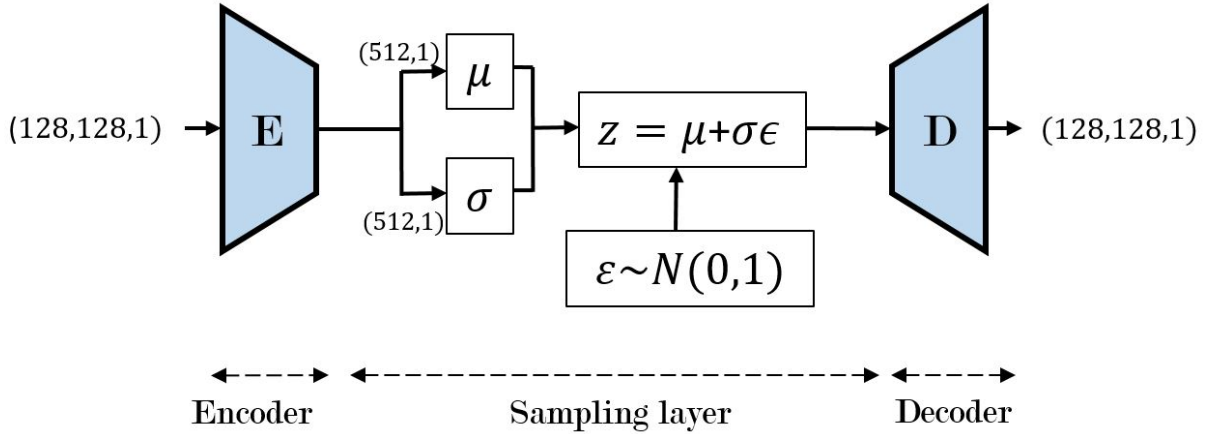 (128,128,1)
E
(512,1)
μ
(512,1)
σ
z = μ+σϵ
ε~N(0,1)
D
(128,128,1)
Encoder
Sampling layer
Decoder